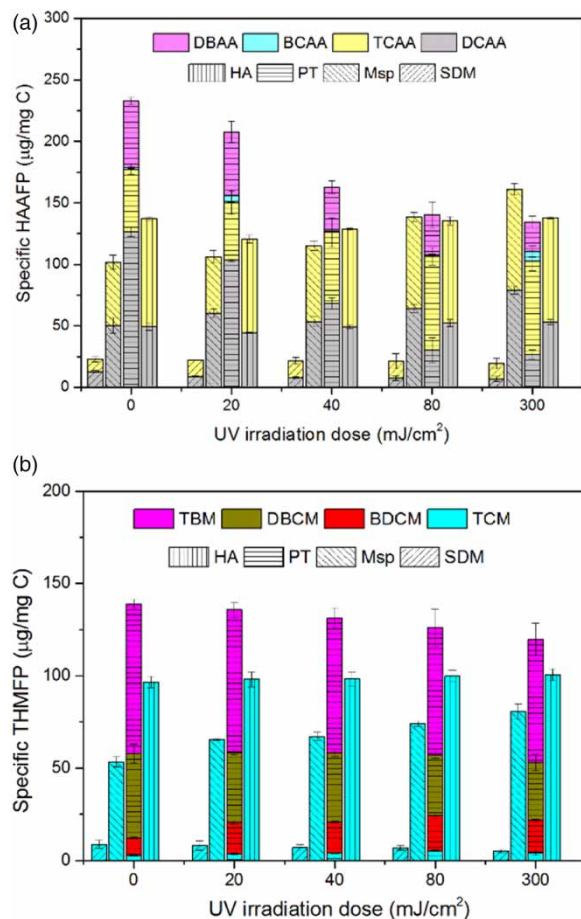 (a)
300
DBAA BCAA TCAA DCAA
HA PT Msp SDM
250
200
150
100
50
0
Specific HAAFP (μg/mg C)
0 20 40 80 300
UV irradiation dose (mJ/cm²)
(b)
200
TBM DBCM BDCM TCM
HA PT Msp SDM
150
100
50
0
Specific THMFP (μg/mg C)
0 20 40 80 300
UV irradiation dose (mJ/cm²)